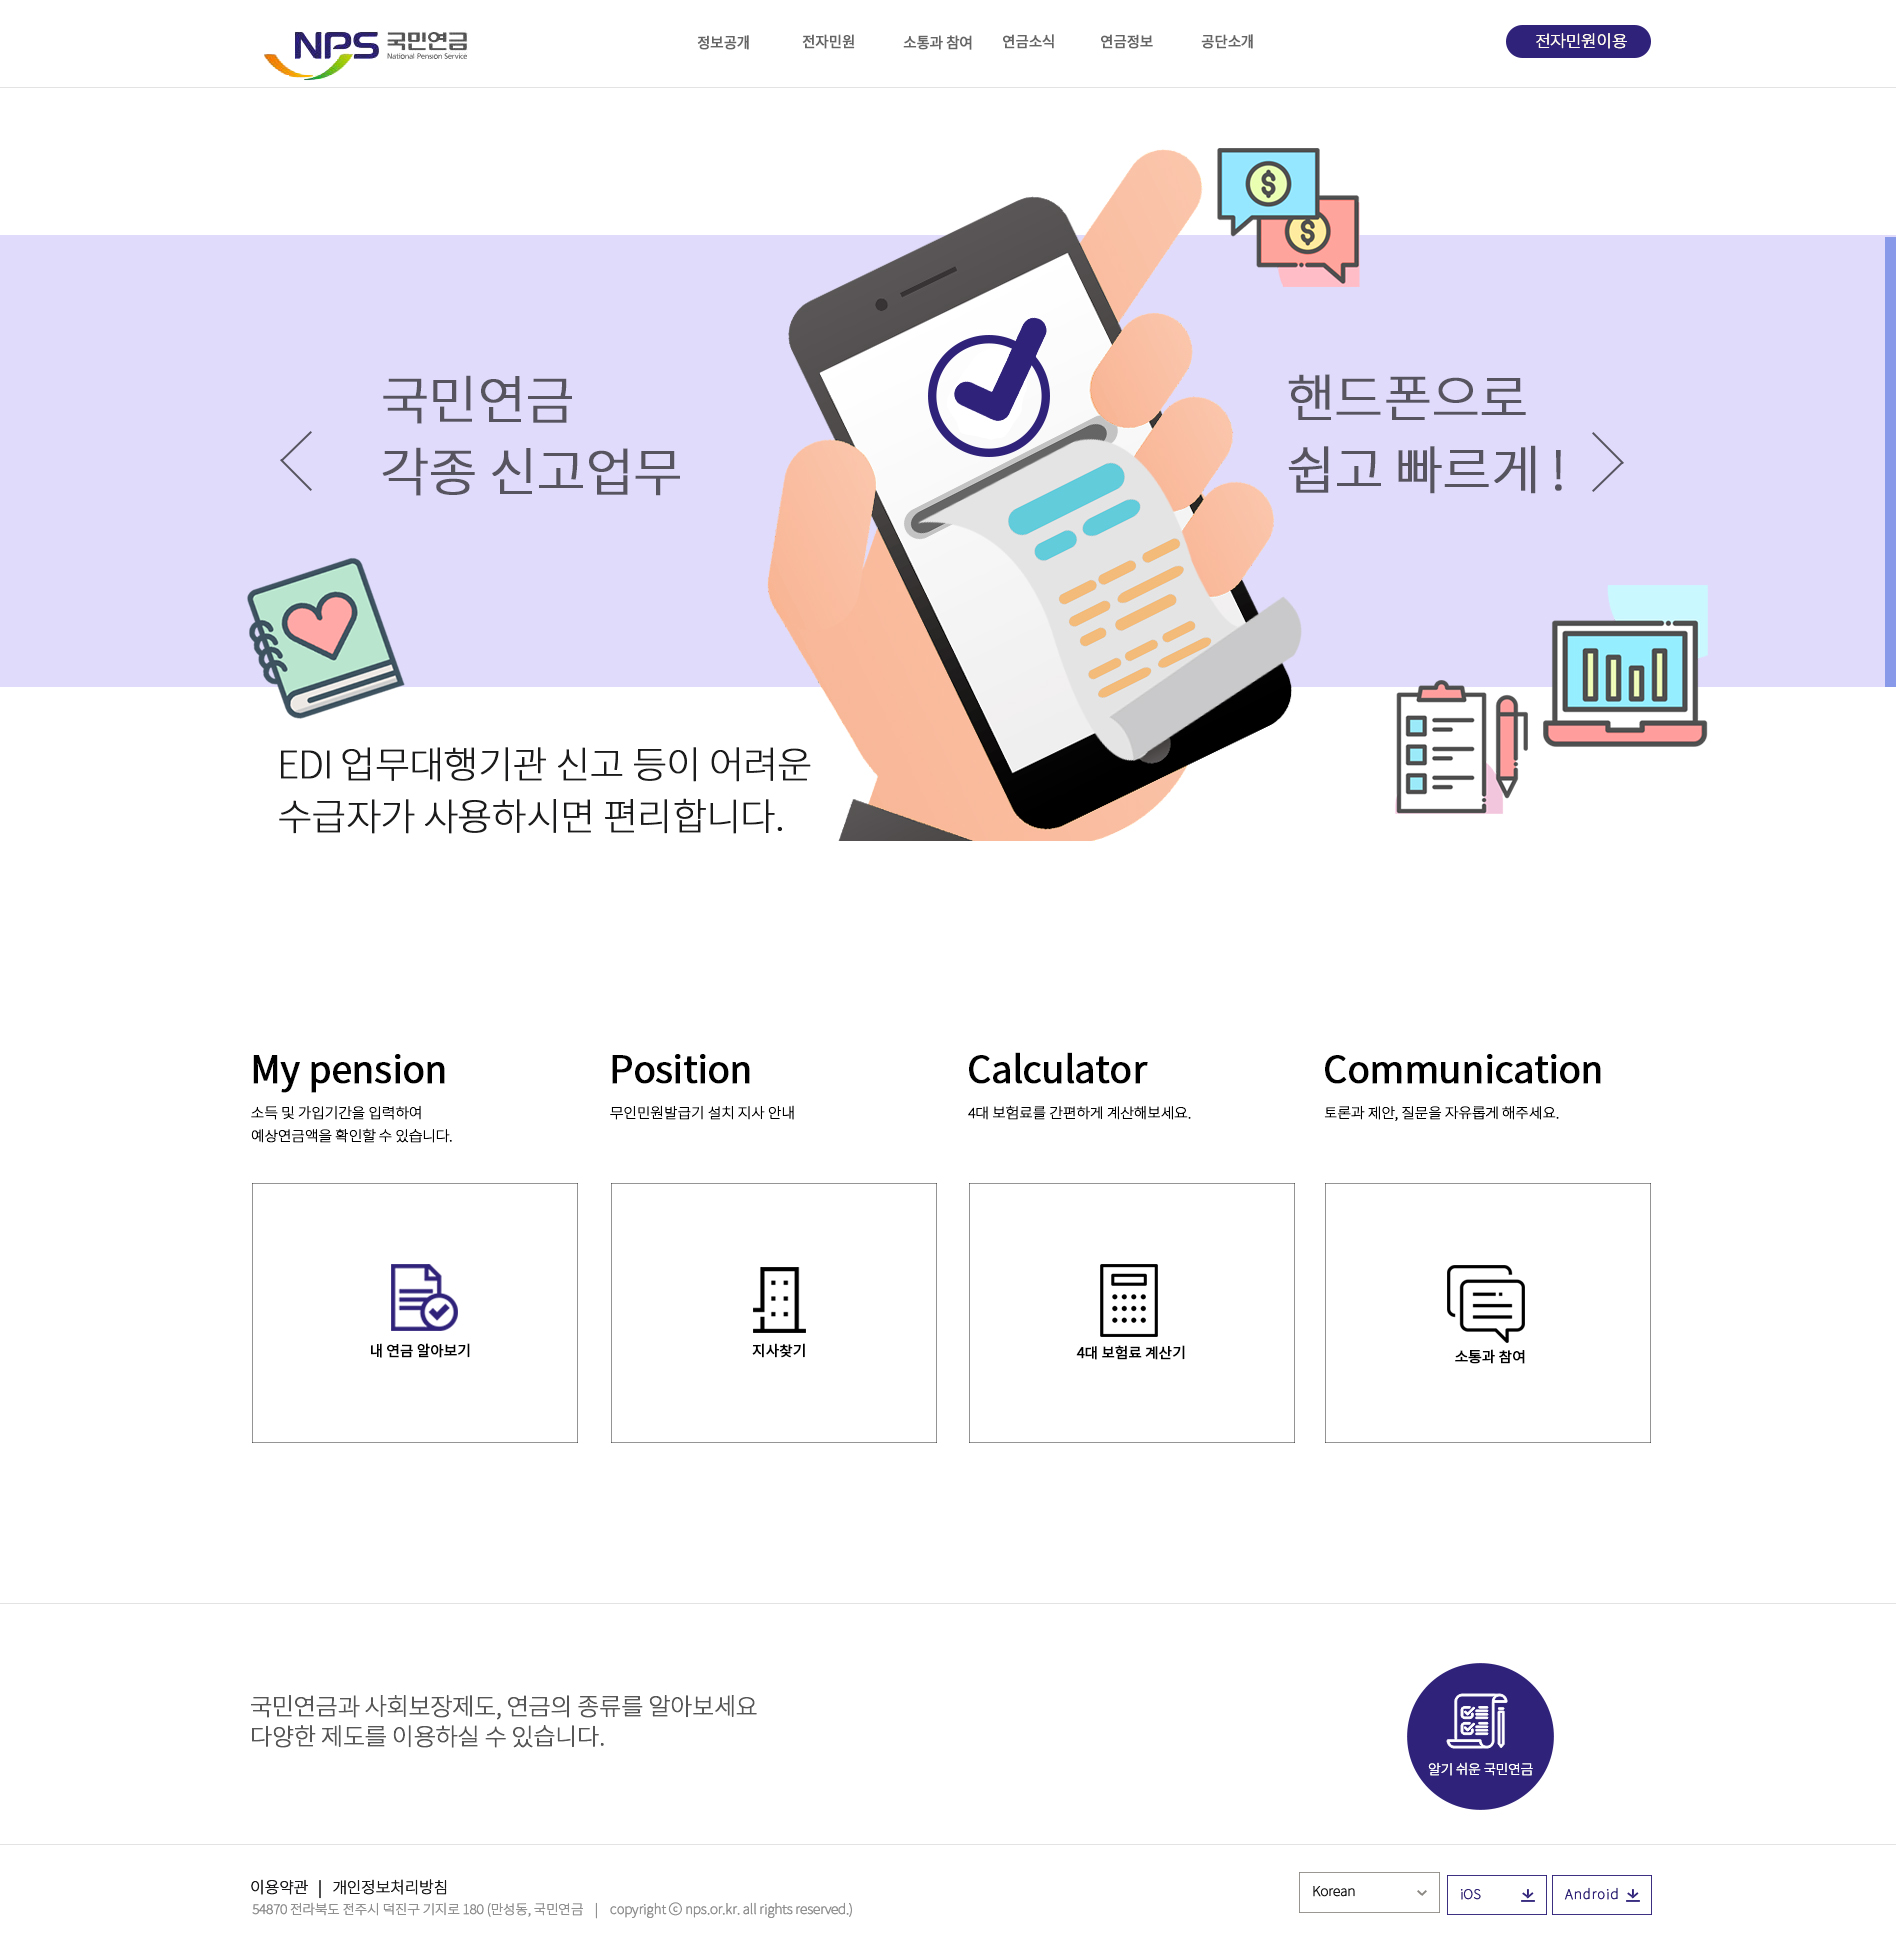 NPS 국민연금
National Pension Service
정보공개 전자민원 소통과 참여 연금소식 연금정보 공단소개
전자민원이용
$
$
국민연금
각종 신고업무
핸드폰으로
쉽고 빠르게 !
EDI 업무대행기관 신고 등이 어려운
수급자가 사용하시면 편리합니다.
My pension
소득 및 가입기간을 입력하여
예상연금액을 확인할 수 있습니다.
내 연금 알아보기
Position
무인민원발급기 설치 지사 안내
지사찾기
Calculator
4대 보험료를 간편하게 계산해보세요.
4대 보험료 계산기
Communication
토론과 제안, 질문을 자유롭게 해주세요.
소통과 참여
국민연금과 사회보장제도, 연금의 종류를 알아보세요
다양한 제도를 이용하실 수 있습니다.
알기 쉬운 국민연금
이용약관 | 개인정보처리방침
54870 전라북도 전주시 덕진구 기지로 180 (만성동, 국민연금 | copyright ⓒ nps.or.kr. all rights reserved.)
Korean
iOS
Android